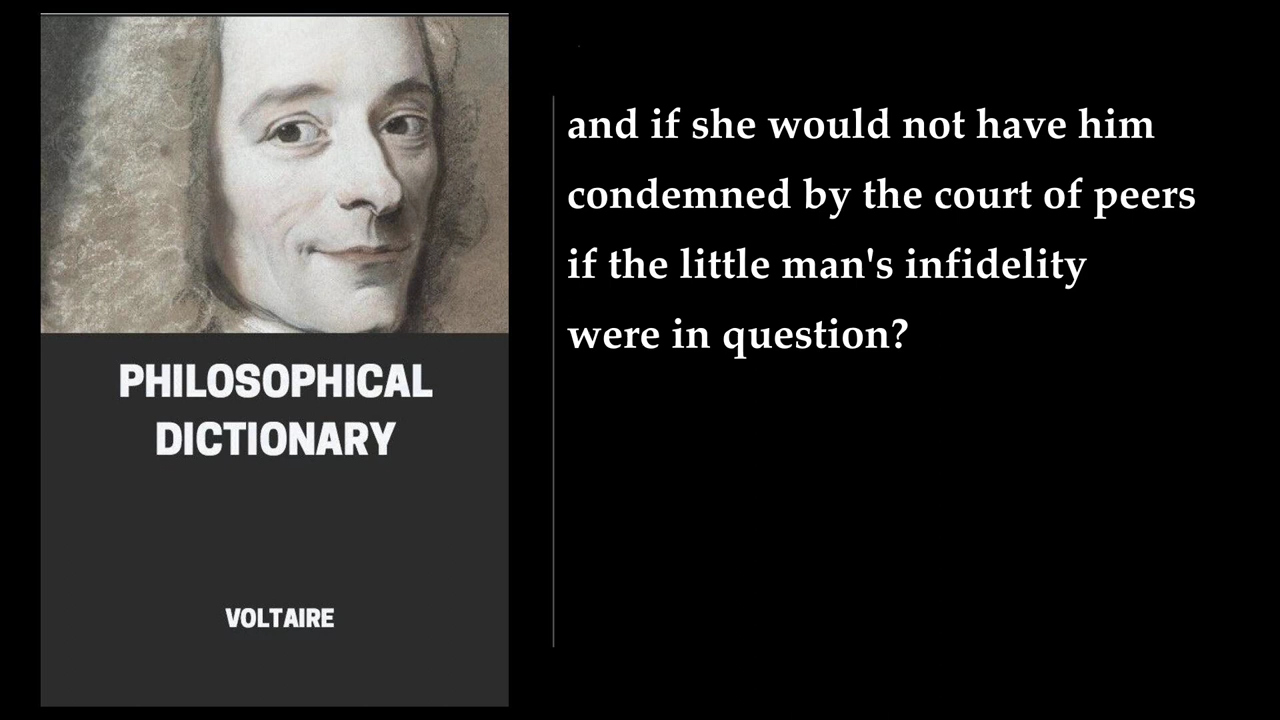 PHILOSOPHICAL
DICTIONARY
VOLTAIRE
and if she would not have him
condemned by the court of peers
if the little man's infidelity
were in question?